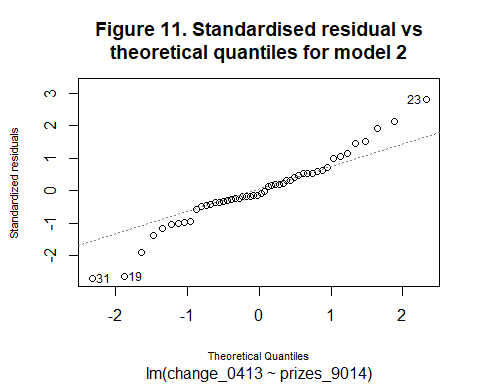 Figure 11. Standardised residual vs
theoretical quantiles for model 2
Standardized residuals
3
2
1
0
-1
-2
23
31
19
-2
-1
0
1
2
Theoretical Quantiles
lm(change_0413 ~ prizes_9014)